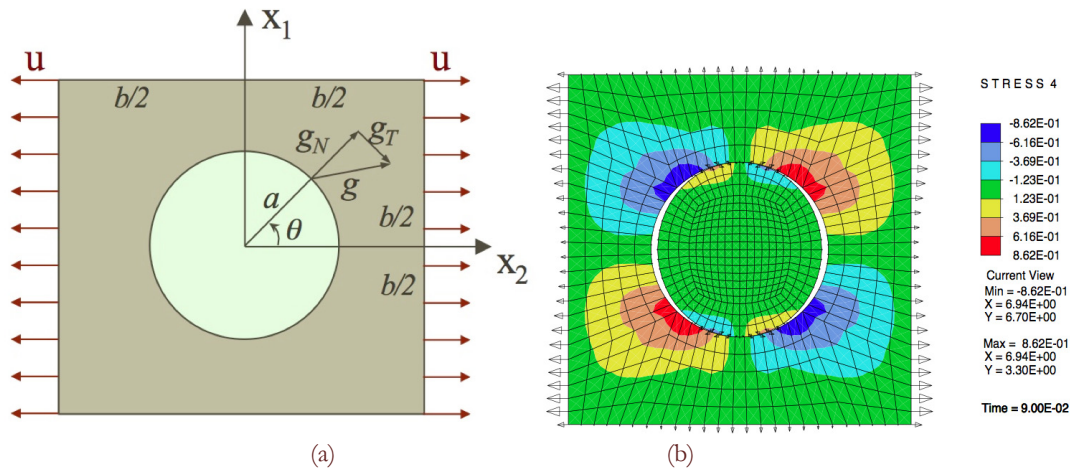 x₁
u
u
b/2
b/2
g_N
g_T
g
a
θ
b/2
x₂
b/2
(a)
STRESS 4
-8.62E-01
-6.16E-01
-3.69E-01
-1.23E-01
1.23E-01
3.69E-01
6.16E-01
8.62E-01
Current View
Min = -8.62E-01
X = 6.94E+00
Y = 6.70E+00
Max = 8.62E-01
X = 6.94E+00
Y = 3.30E+00
Time = 9.00E-02
(b)